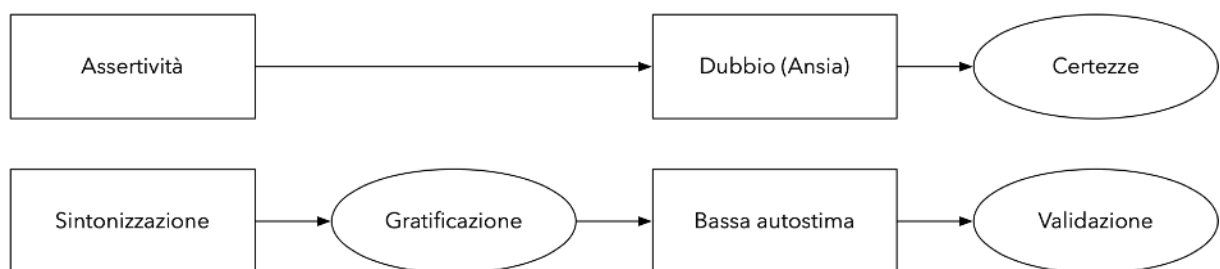 Assertività
Dubbio (Ansia)
Certezze
Sintonizzazione
Gratificazione
Bassa autostima
Validazione